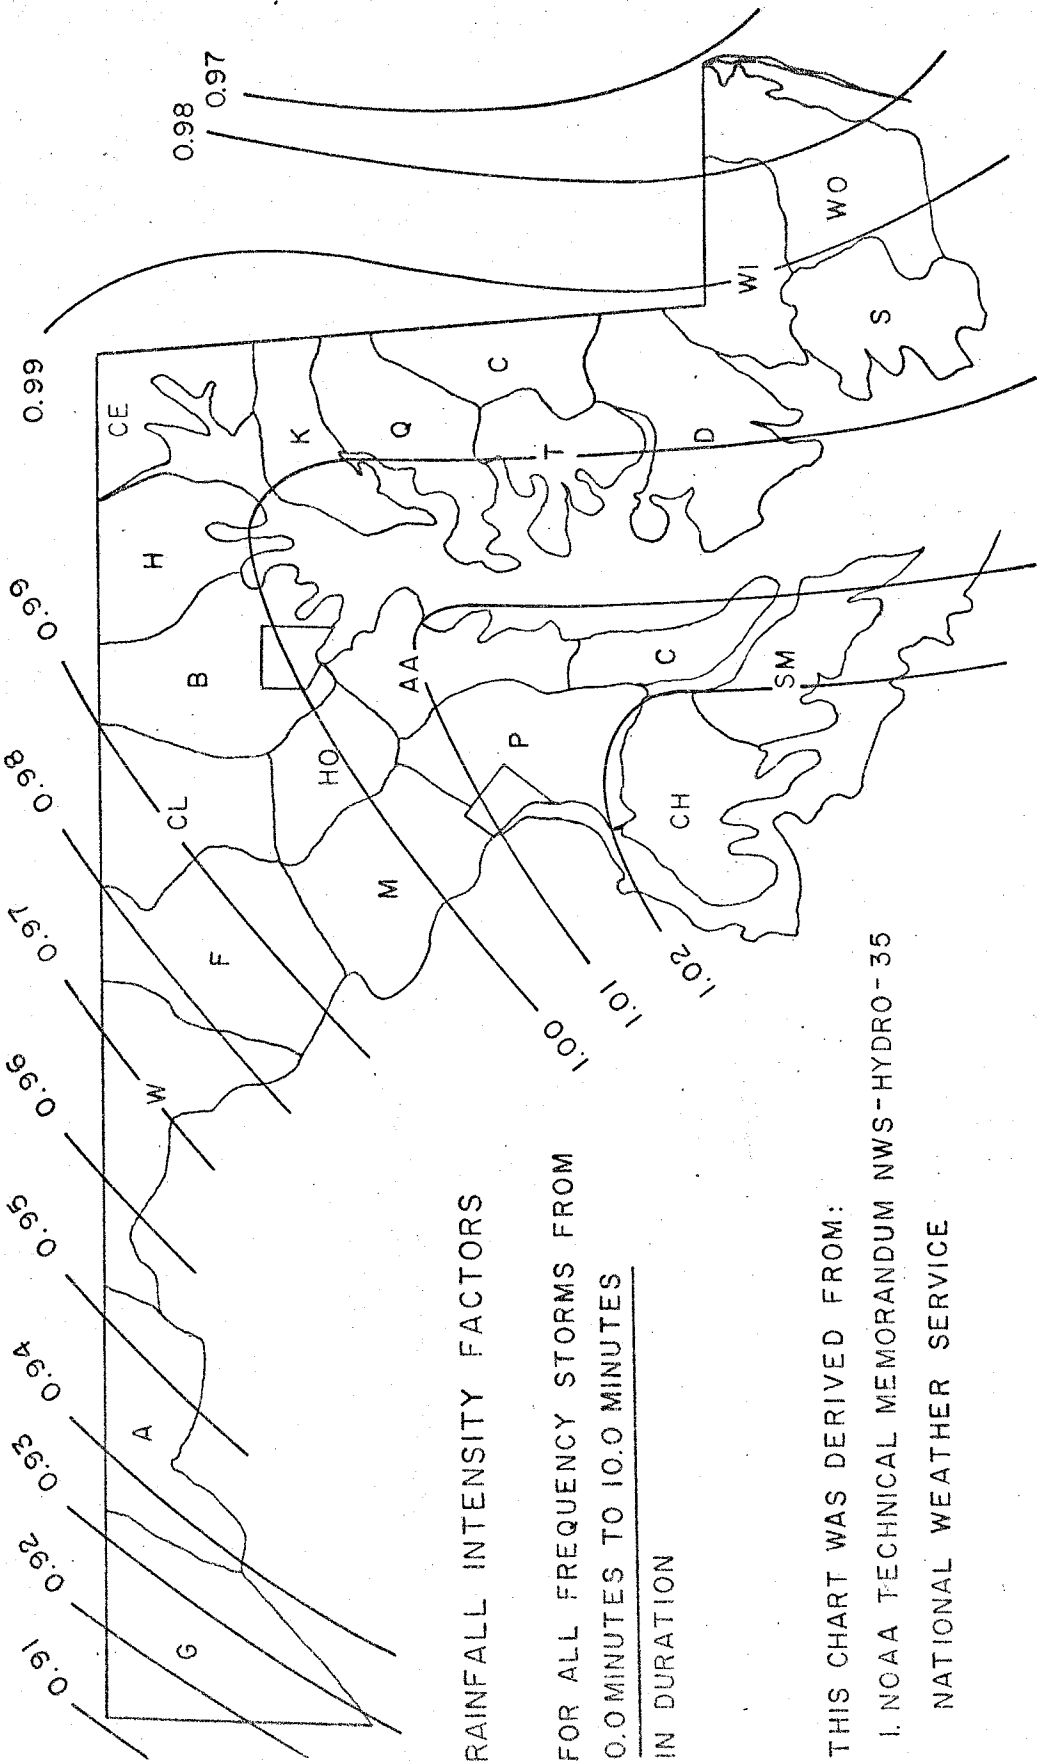 0.91
0.92
0.93
0.94
0.95
0.96
0.97
0.98
0.99
0.99
0.98
0.97
G
A
W
F
CL
B
H
CE
K
Q
C
T
D
WI
WO
S
M
HO
AA
P
C
CH
SM
1.00
1.01
1.02
RAINFALL INTENSITY FACTORS
FOR ALL FREQUENCY STORMS FROM
0.0 MINUTES TO 10.0 MINUTES
IN DURATION
THIS CHART WAS DERIVED FROM:
1. NOAA TECHNICAL MEMORANDUM NWS-HYDRO-35
NATIONAL WEATHER SERVICE